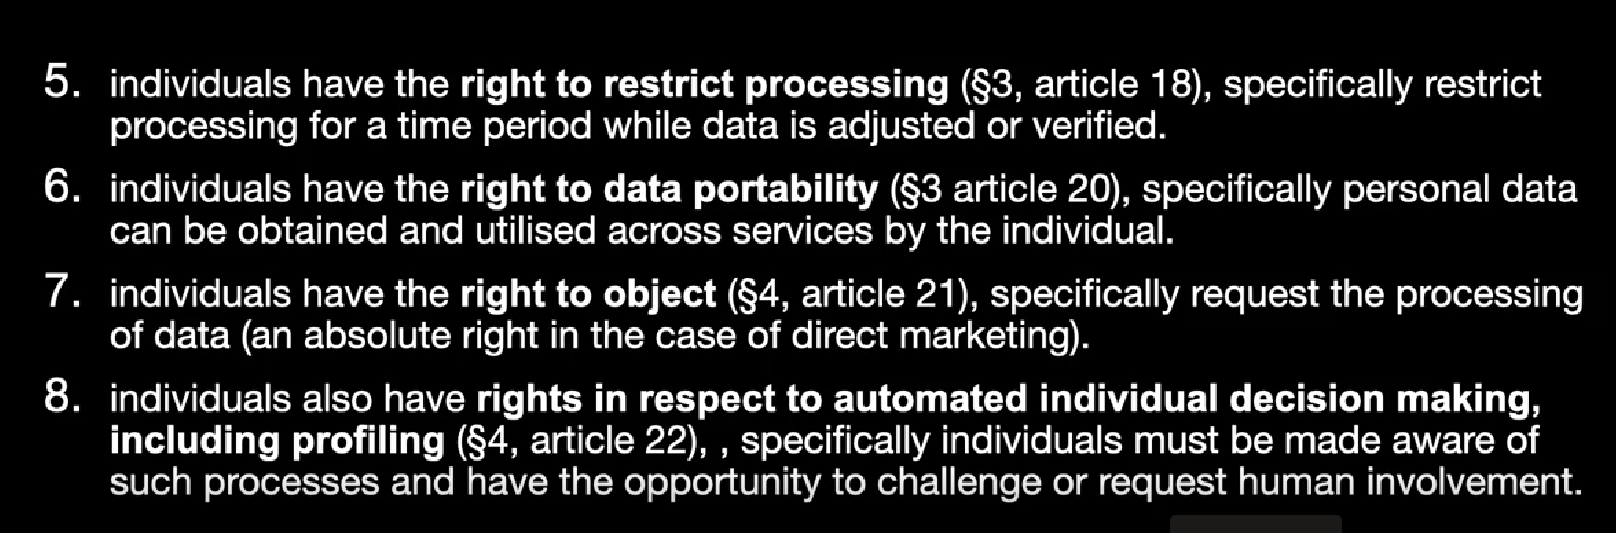 5. individuals have the right to restrict processing (§3, article 18), specifically restrict
processing for a time period while data is adjusted or verified.
6. individuals have the right to data portability (§3 article 20), specifically personal data
can be obtained and utilised across services by the individual.
7. individuals have the right to object (§4, article 21), specifically request the processing
of data (an absolute right in the case of direct marketing).
8. individuals also have rights in respect to automated individual decision making,
including profiling (§4, article 22), , specifically individuals must be made aware of
such processes and have the opportunity to challenge or request human involvement.